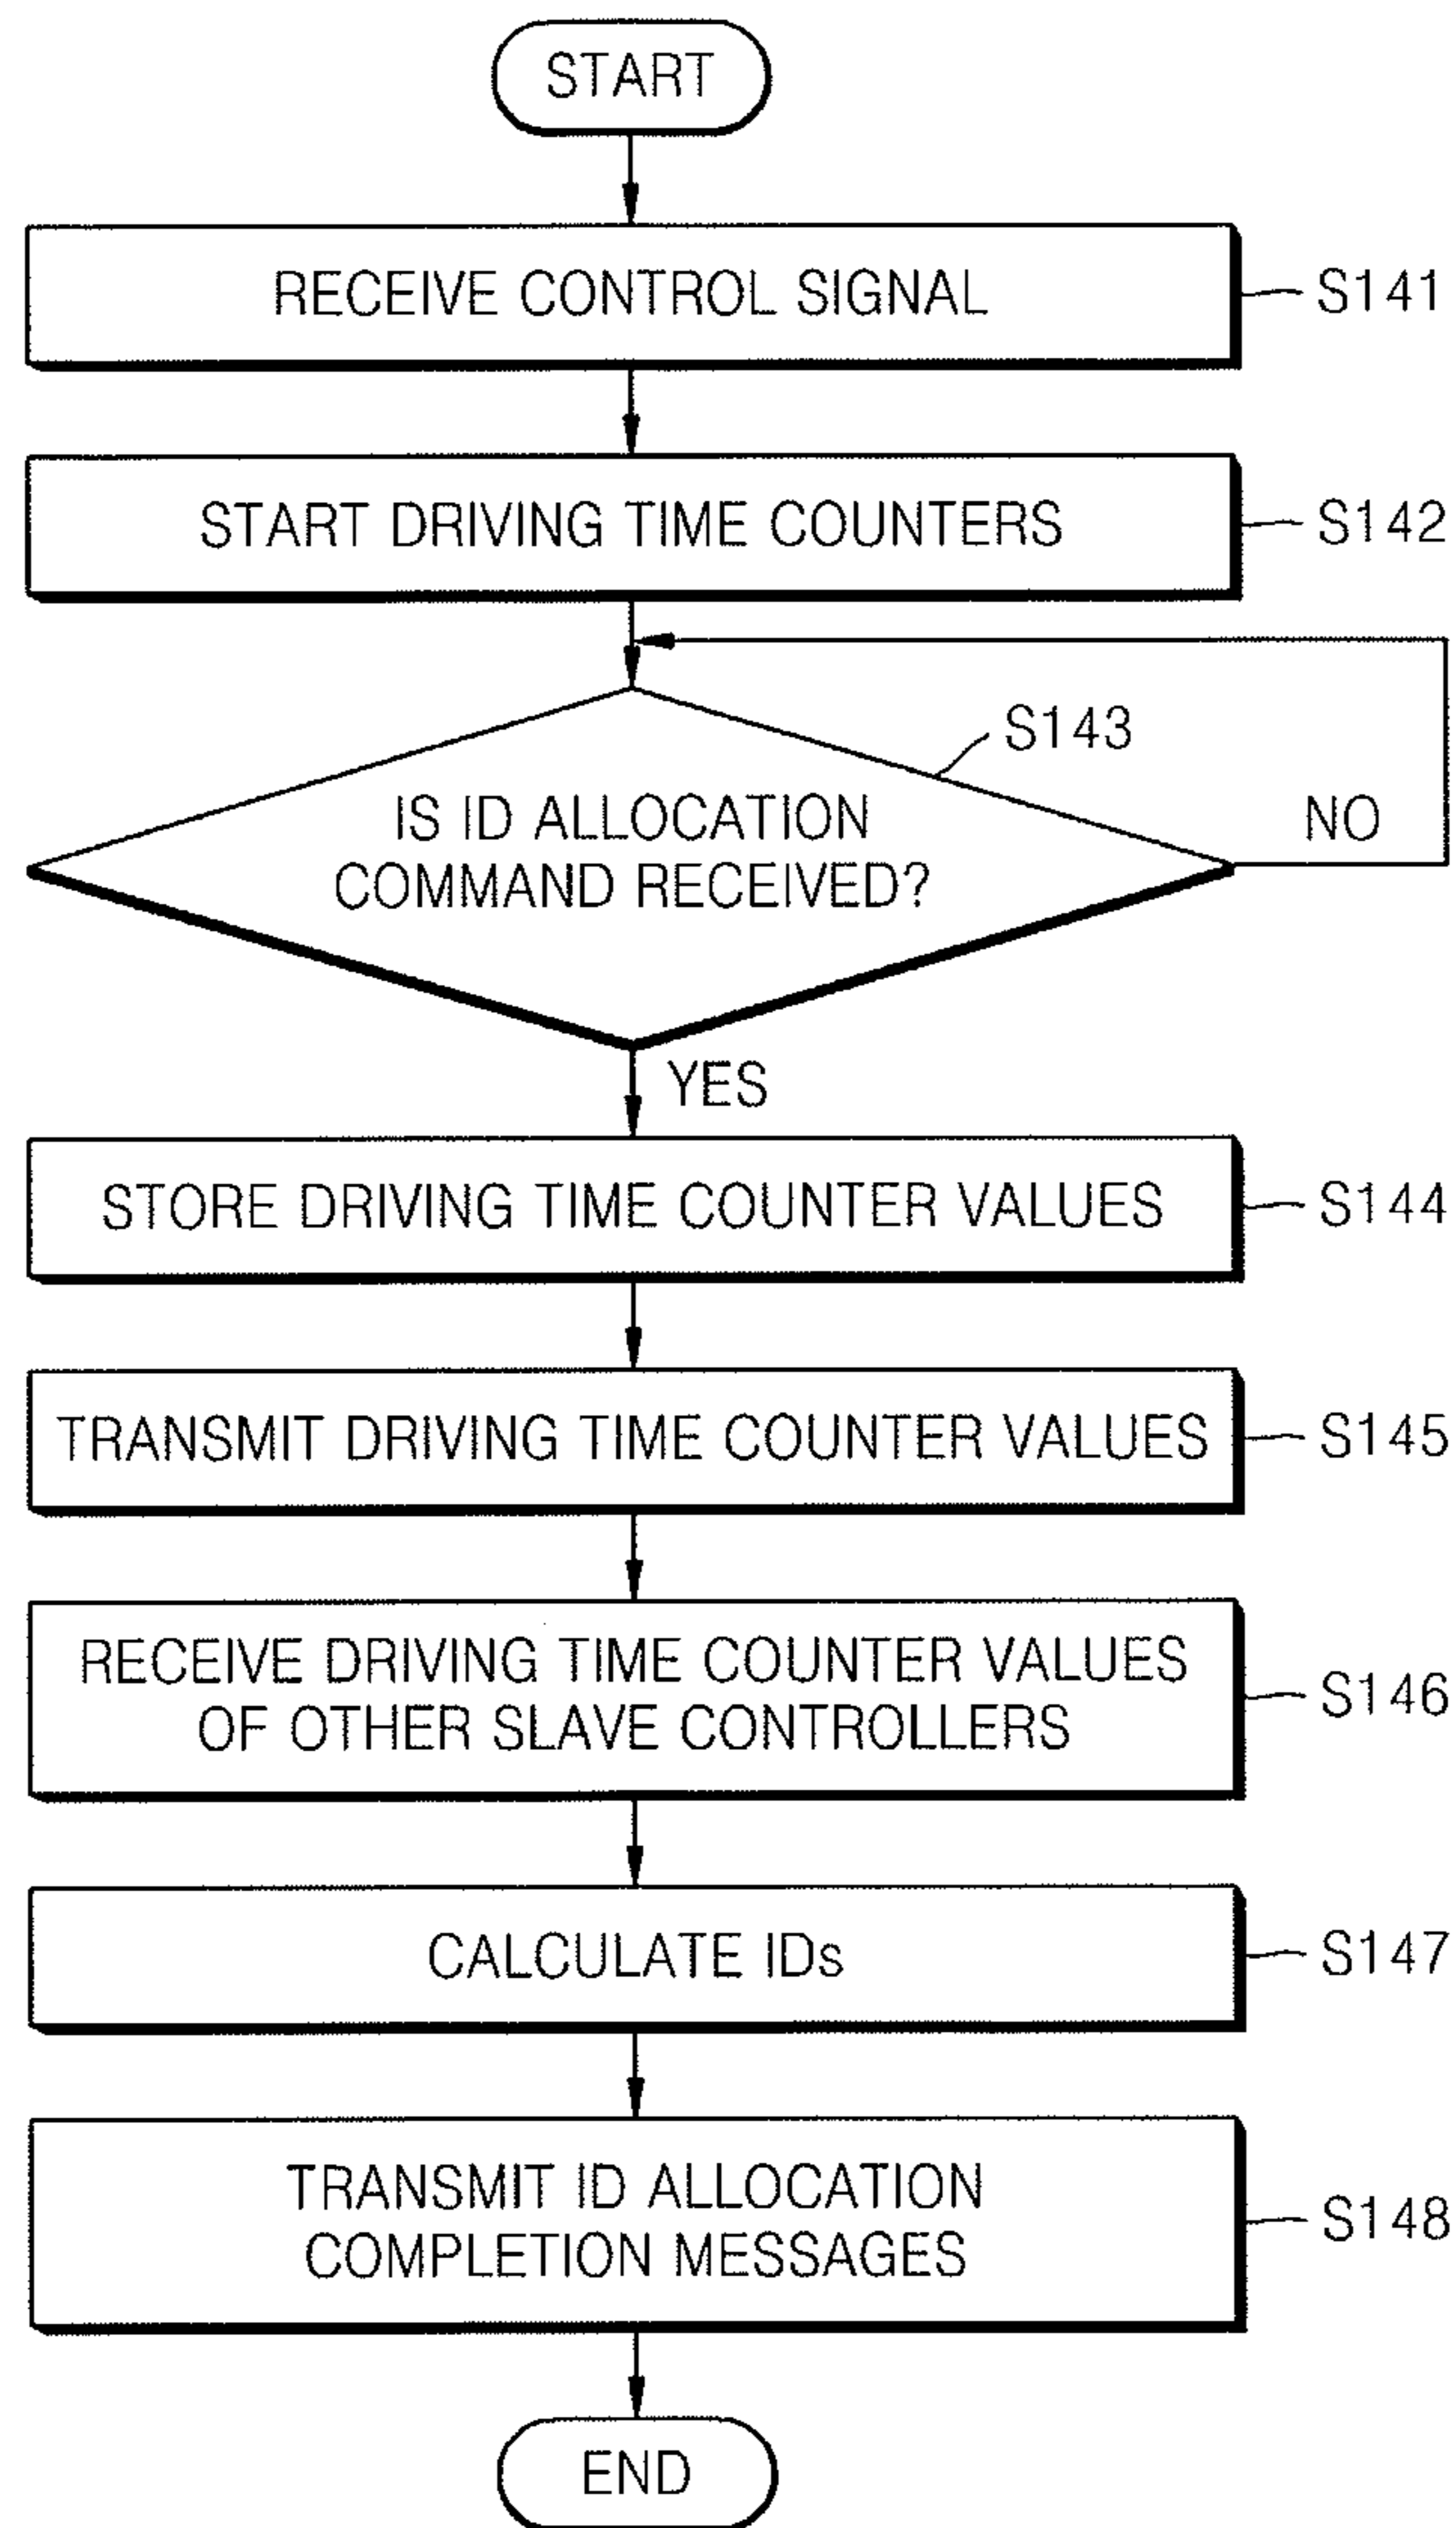 START
RECEIVE CONTROL SIGNAL
S141
START DRIVING TIME COUNTERS
S142
S143
IS ID ALLOCATION
COMMAND RECEIVED?
NO
YES
STORE DRIVING TIME COUNTER VALUES
S144
TRANSMIT DRIVING TIME COUNTER VALUES
S145
RECEIVE DRIVING TIME COUNTER VALUES
OF OTHER SLAVE CONTROLLERS
S146
CALCULATE IDs
S147
TRANSMIT ID ALLOCATION
COMPLETION MESSAGES
S148
END